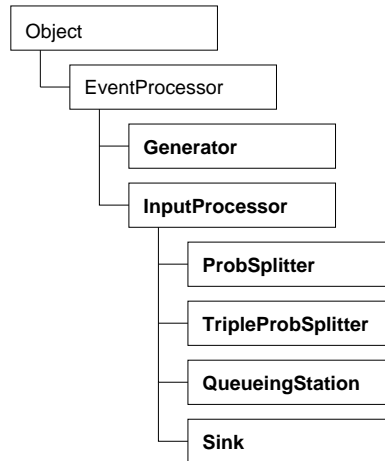 Object
EventProcessor
Generator
InputProcessor
ProbSplitter
TripleProbSplitter
QueueingStation
Sink